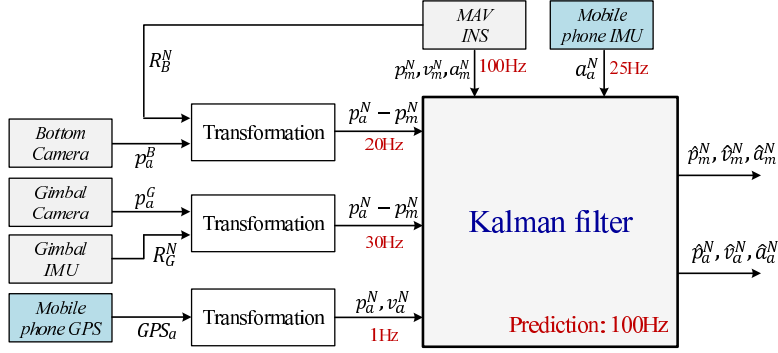 MAV
INS
Mobile
phone IMU
R_B^N
p_m^N, v_m^N, a_m^N
100Hz
a_a^N
25Hz
Bottom
Camera
p_a^B
Transformation
p_a^N − p_m^N
20Hz
Gimbal
Camera
p_a^G
Gimbal
IMU
R_G^N
Transformation
p_a^N − p_m^N
30Hz
Mobile
phone GPS
GPS_a
Transformation
p_a^N, v_a^N
1Hz
Kalman filter
Prediction: 100Hz
p̂_m^N, v̂_m^N, â_m^N
p̂_a^N, v̂_a^N, â_a^N